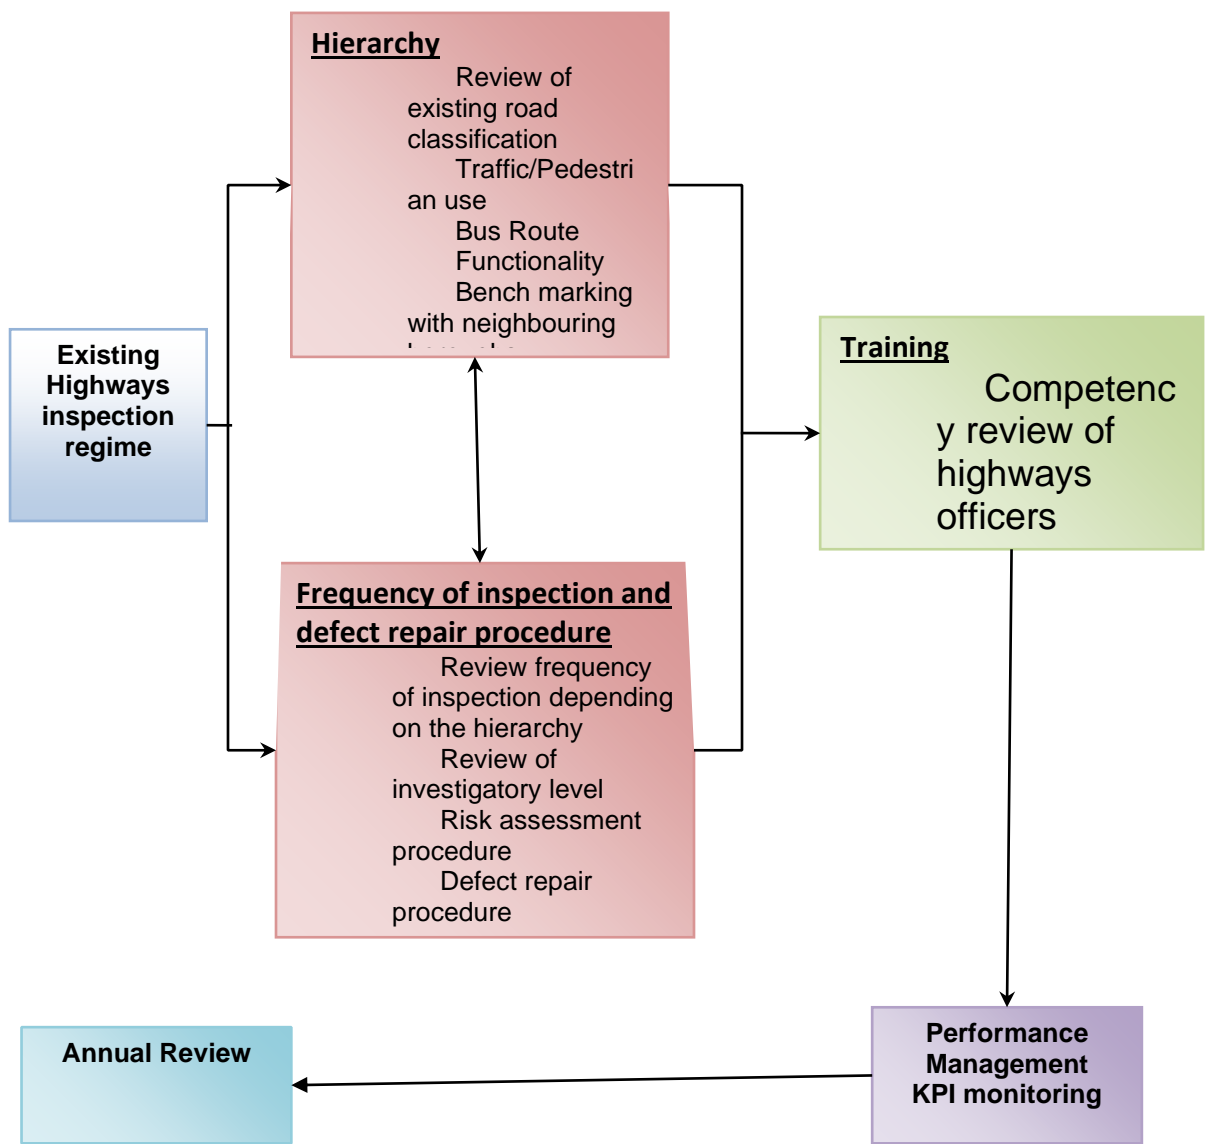 Hierarchy
Review of
existing road
classification
Traffic/Pedestri
an use
Bus Route
Functionality
Bench marking
with neighbouring
Existing
Highways
inspection
regime
Training
Competenc
y review of
highways
officers
Frequency of inspection and
defect repair procedure
Review frequency
of inspection depending
on the hierarchy
Review of
investigatory level
Risk assessment
procedure
Defect repair
procedure
Performance
Management
KPI monitoring
Annual Review